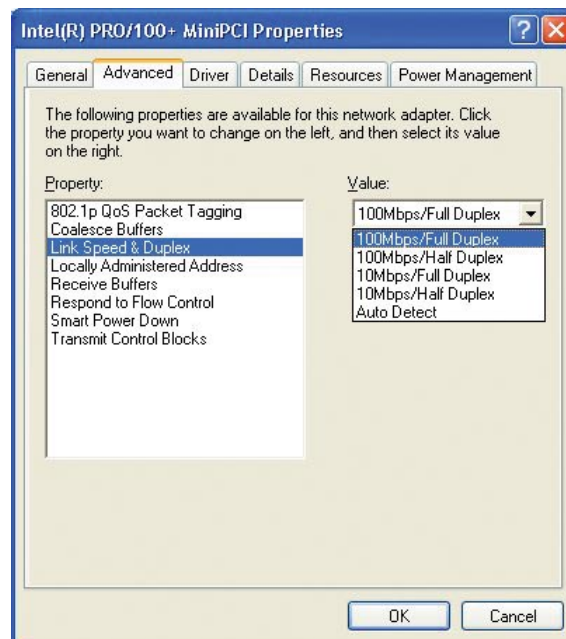 Intel(R) PRO/100+ MiniPCI Properties
General Advanced Driver Details Resources Power Management
The following properties are available for this network adapter. Click
the property you want to change on the left, and then select its value
on the right.
Property:
802.1p QoS Packet Tagging
Coalesce Buffers
Link Speed & Duplex
Locally Administered Address
Receive Buffers
Respond to Flow Control
Smart Power Down
Transmit Control Blocks
Value:
100Mbps/Full Duplex
100Mbps/Full Duplex
100Mbps/Half Duplex
10Mbps/Full Duplex
10Mbps/Half Duplex
Auto Detect
OK Cancel